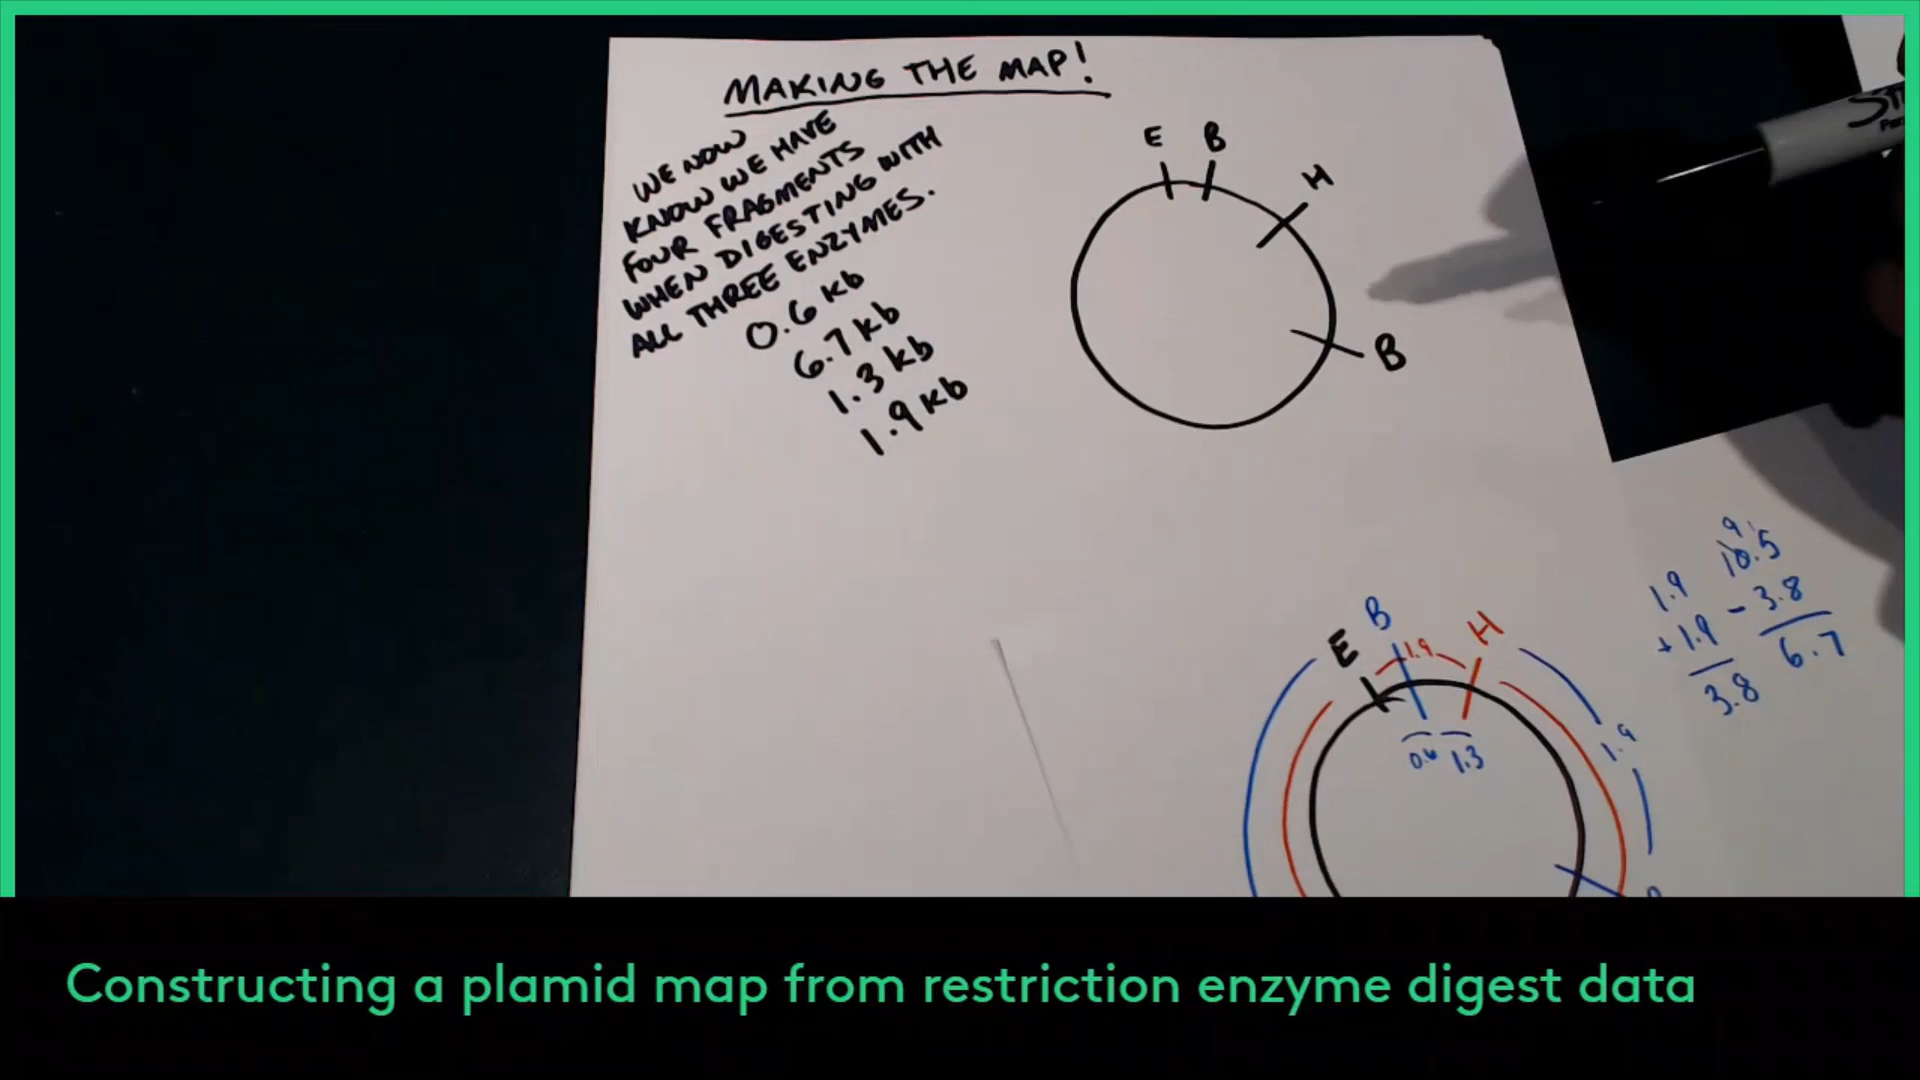 MAKING THE MAP!
WE NOW
KNOW WE HAVE
FOUR FRAGMENTS
WHEN DIGESTING WITH
ALL THREE ENZYMES.
0.6 kb
6.7 kb
1.3 kb
1.9 kb
E B
H
B
E B H
1.9
0.6 1.3
1.9
1.9
+1.9
3.8
9 1
10.5
- 3.8
6.7
Constructing a plamid map from restriction enzyme digest data